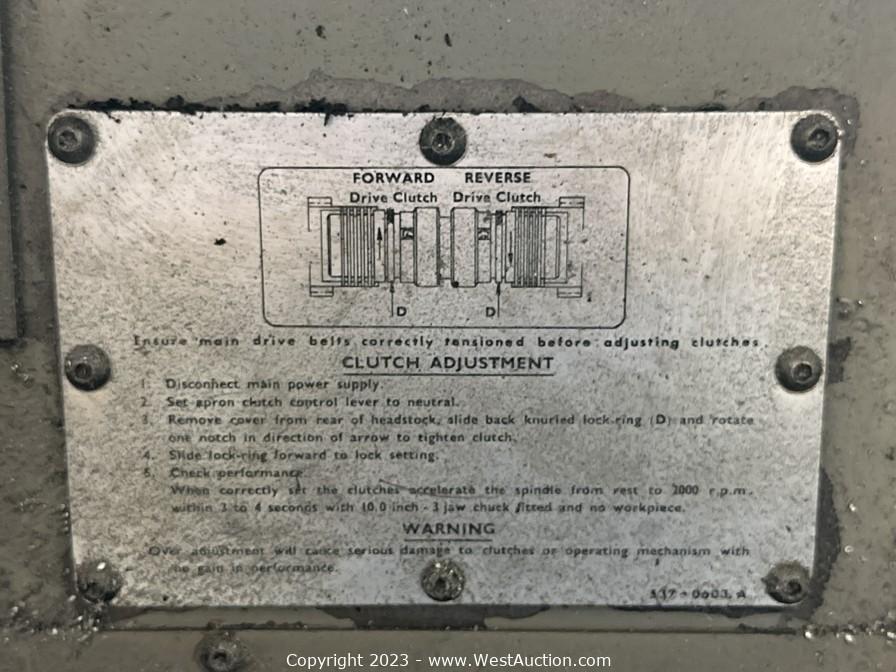 FORWARD REVERSE
Drive Clutch Drive Clutch
D D
Ensure main drive belts correctly tensioned before adjusting clutches
CLUTCH ADJUSTMENT
1. Disconnect main power supply.
2. Set apron clutch control lever to neutral.
3. Remove cover from rear of headstock, slide back knurled lock-ring (D) and rotate
one notch in direction of arrow to tighten clutch.
4. Slide lock-ring forward to lock setting.
5. Check performance.
When correctly set the clutches accelerate the spindle from rest to 2000 r.p.m.
within 3 to 4 seconds with 10.0 inch - 3 jaw chuck fitted and no workpiece.
WARNING
Over adjustment will cause serious damage to clutches or operating mechanism with
no gain in performance.
537 - 0603. A
Copyright 2023 - www.WestAuction.com